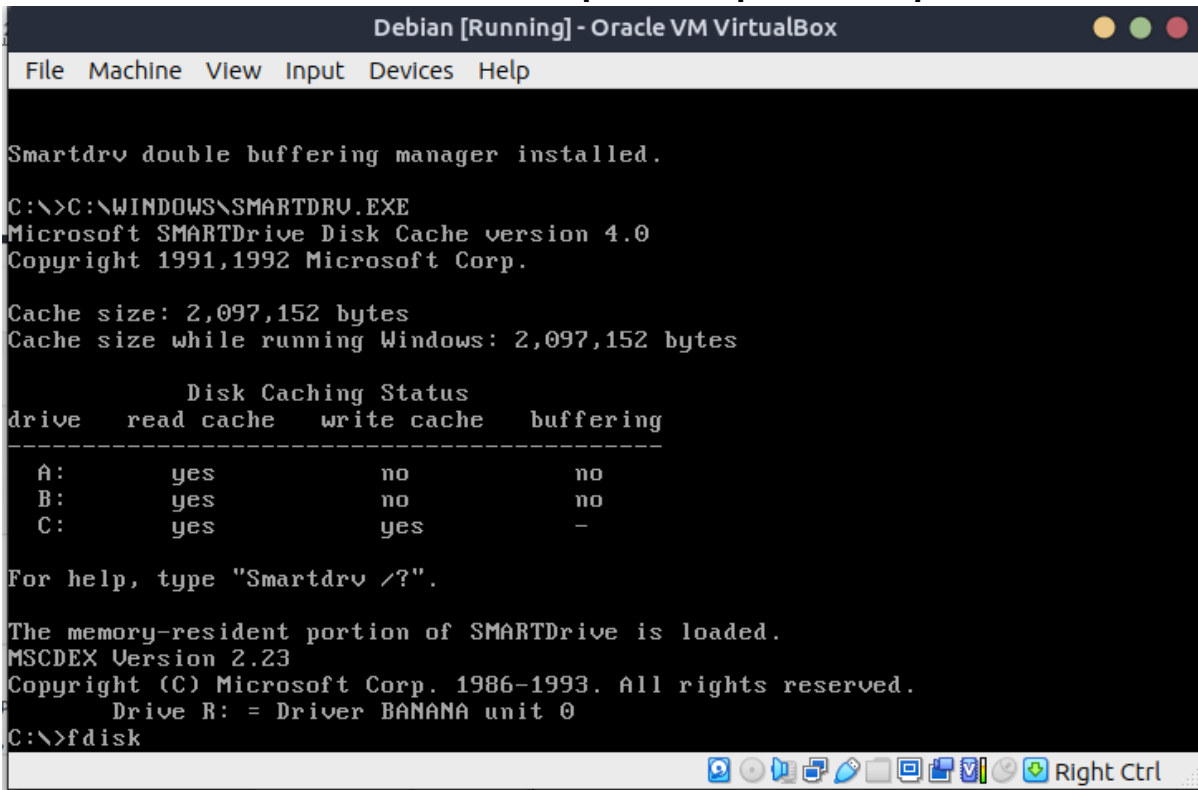 Debian [Running] - Oracle VM VirtualBox
File Machine View Input Devices Help
Smartdrv double buffering manager installed.
C:\>C:\WINDOWS\SMARTDRV.EXE
Microsoft SMARTDrive Disk Cache version 4.0
Copyright 1991,1992 Microsoft Corp.
Cache size: 2,097,152 bytes
Cache size while running Windows: 2,097,152 bytes
Disk Caching Status
drive read cache write cache buffering
-----------------------------------------------
A: yes no no
B: yes no no
C: yes yes -
For help, type "Smartdrv /?".
The memory-resident portion of SMARTDrive is loaded.
MSCDEX Version 2.23
Copyright (C) Microsoft Corp. 1986-1993. All rights reserved.
Drive R: = Driver BANANA unit 0
C:\>fdisk
Right Ctrl